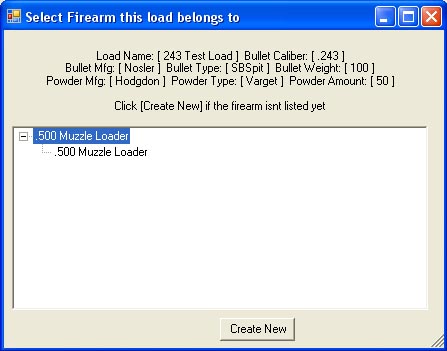 Select Firearm this load belongs to
Load Name: [ 243 Test Load ] Bullet Caliber: [ .243 ]
Bullet Mfg: [ Nosler ] Bullet Type: [ SBSpit ] Bullet Weight: [ 100 ]
Powder Mfg: [ Hodgdon ] Powder Type: [ Varget ] Powder Amount: [ 50 ]
Click [Create New] if the firearm isnt listed yet
.500 Muzzle Loader
.500 Muzzle Loader
Create New